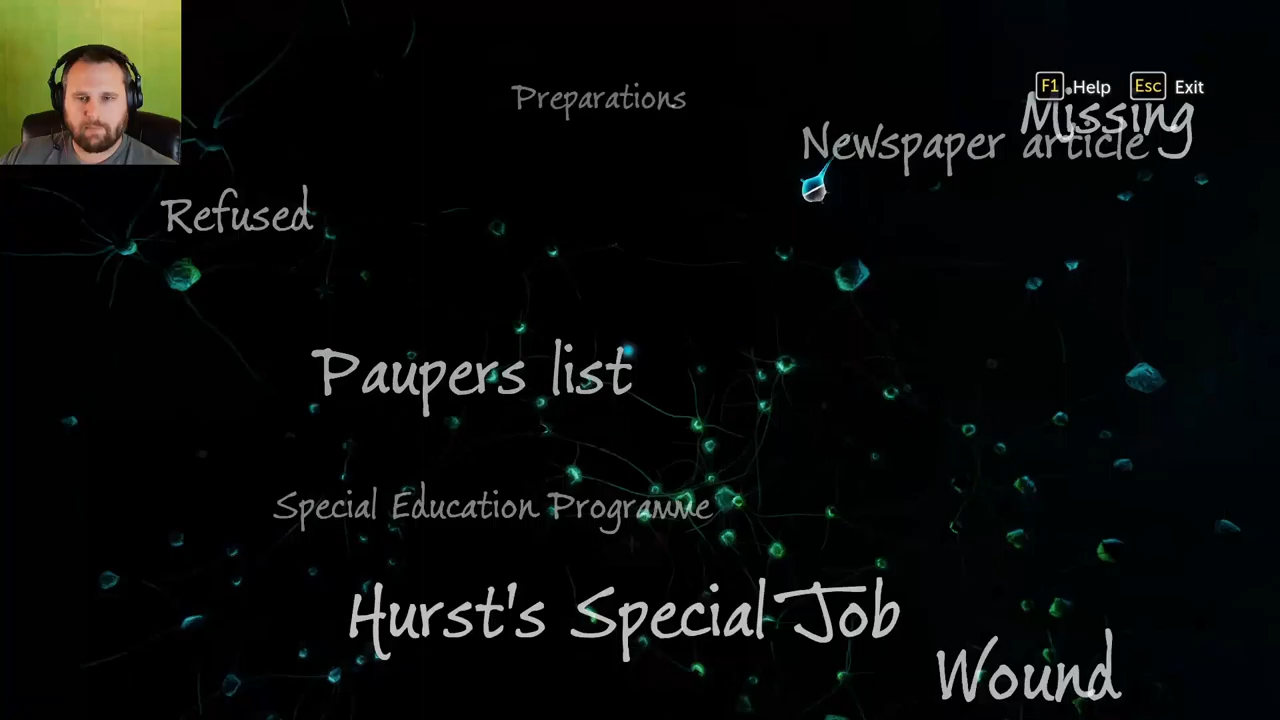 Preparations
F1 Help Esc Exit
Missing
Newspaper article
Refused
Paupers list
Special Education Programme
Hurst's Special Job
Wound